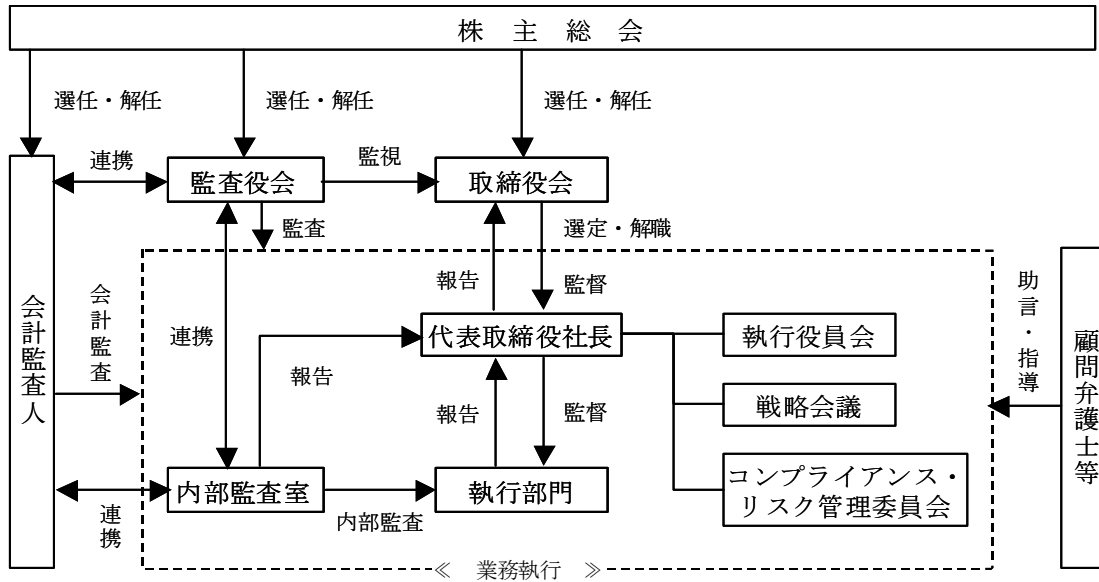 株主総会
選任・解任
選任・解任
選任・解任
連携
監査役会
監視
取締役会
監査
選定・解職
報告
監督
会計監査人
会計監査
連携
代表取締役社長
執行役員会
助言・指導
顧問弁護士等
報告
報告
監督
戦略会議
内部監査室
執行部門
コンプライアンス・
リスク管理委員会
連携
内部監査
≪ 業務執行 ≫